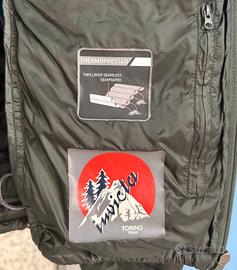 THERMOPRESSED
TWO LAYER SEAMLESS
SEAMTAPED
invicta
TORINO